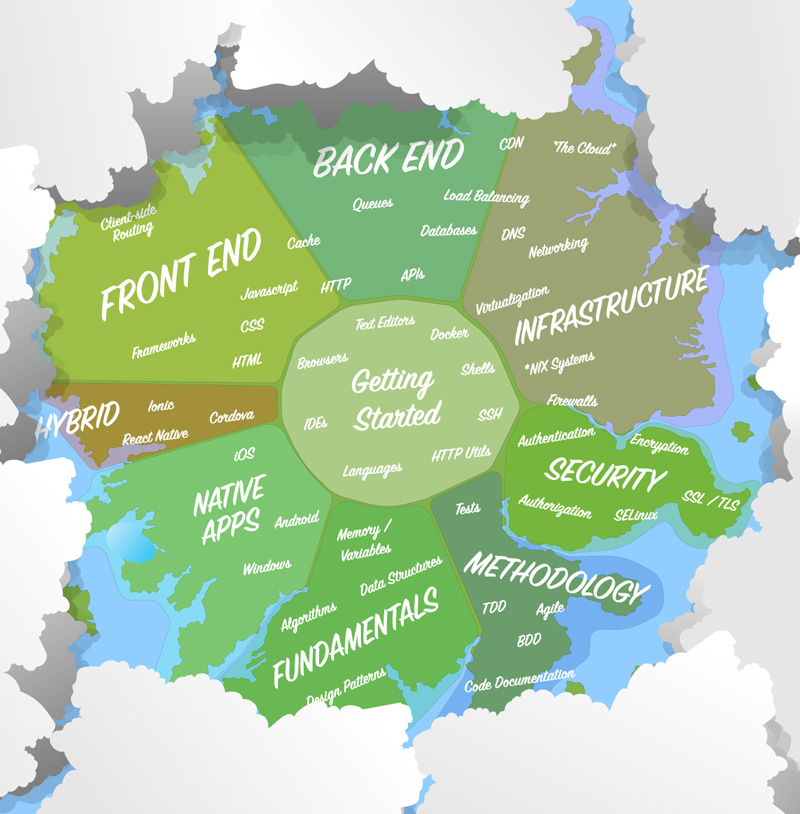 BACK END
CDN
"The Cloud"
Queues
Load Balancing
Databases
DNS
Networking
Cache
HTTP
APIs
Client-side
Routing
FRONT END
Javascript
CSS
Frameworks
HTML
Virtualization
INFRASTRUCTURE
*NIX Systems
Firewalls
Text Editors
Docker
Browsers
Shells
Getting
Started
IDEs
SSH
HTTP Utils
Languages
HYBRID
Ionic
Cordova
React Native
iOS
NATIVE
APPS
Android
Windows
Authentication
Encryption
SECURITY
SSL / TLS
Authorization
SELinux
Memory /
Variables
Data Structures
Algorithms
FUNDAMENTALS
Design Patterns
Tests
METHODOLOGY
TDD
Agile
BDD
Code Documentation